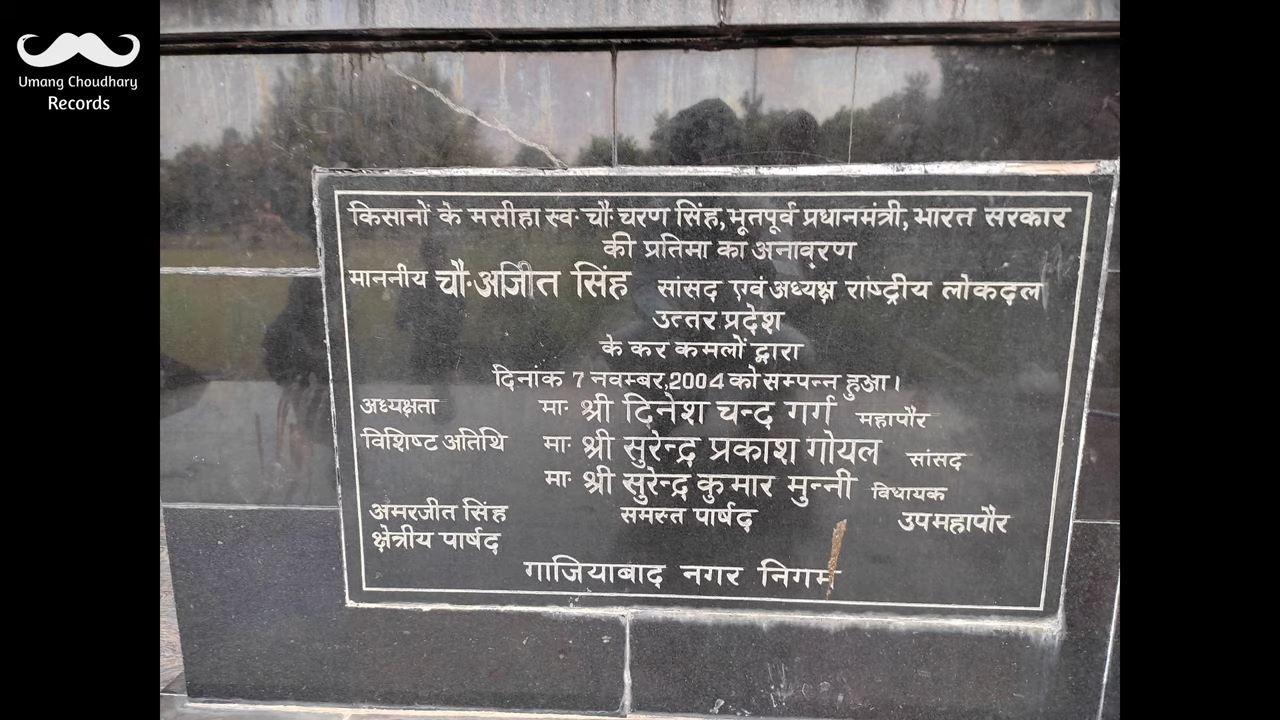 Umang Choudhary
Records
किसानों के मसीहा स्व॰ चौ॰ चरण सिंह, भूतपूर्व प्रधानमंत्री, भारत सरकार
की प्रतिमा का अनावरण
माननीय चौ॰ अजीत सिंह सांसद एवं अध्यक्ष राष्ट्रीय लोकदल
उत्तर प्रदेश
के कर कमलों द्वारा
दिनांक 7 नवम्बर, 2004 को सम्पन्न हुआ।
अध्यक्षता मा॰ श्री दिनेश चन्द गर्ग महापौर
विशिष्ट अतिथि मा॰ श्री सुरेन्द्र प्रकाश गोयल सांसद
मा॰ श्री सुरेन्द्र कुमार मुन्नी विधायक
अमरजीत सिंह समस्त पार्षद उपमहापौर
क्षेत्रीय पार्षद
गाजियाबाद नगर निगम